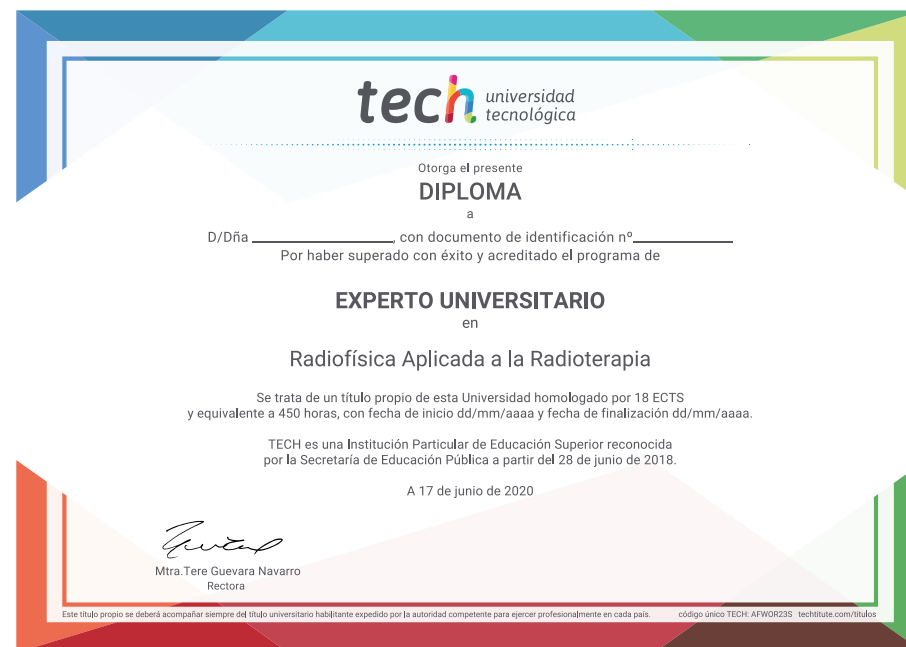 tech universidad
tecnológica
Otorga el presente
DIPLOMA
a
D/Dña ____________________, con documento de identificación nº______________
Por haber superado con éxito y acreditado el programa de
EXPERTO UNIVERSITARIO
en
Radiofísica Aplicada a la Radioterapia
Se trata de un título propio de esta Universidad homologado por 18 ECTS
y equivalente a 450 horas, con fecha de inicio dd/mm/aaaa y fecha de finalización dd/mm/aaaa.
TECH es una Institución Particular de Educación Superior reconocida
por la Secretaría de Educación Pública a partir del 28 de junio de 2018.
A 17 de junio de 2020
Mtra.Tere Guevara Navarro
Rectora
Este título propio se deberá acompañar siempre del título universitario habilitante expedido por la autoridad competente para ejercer profesionalmente en cada país. código único TECH: AFWOR23S techtitute.com/titulos